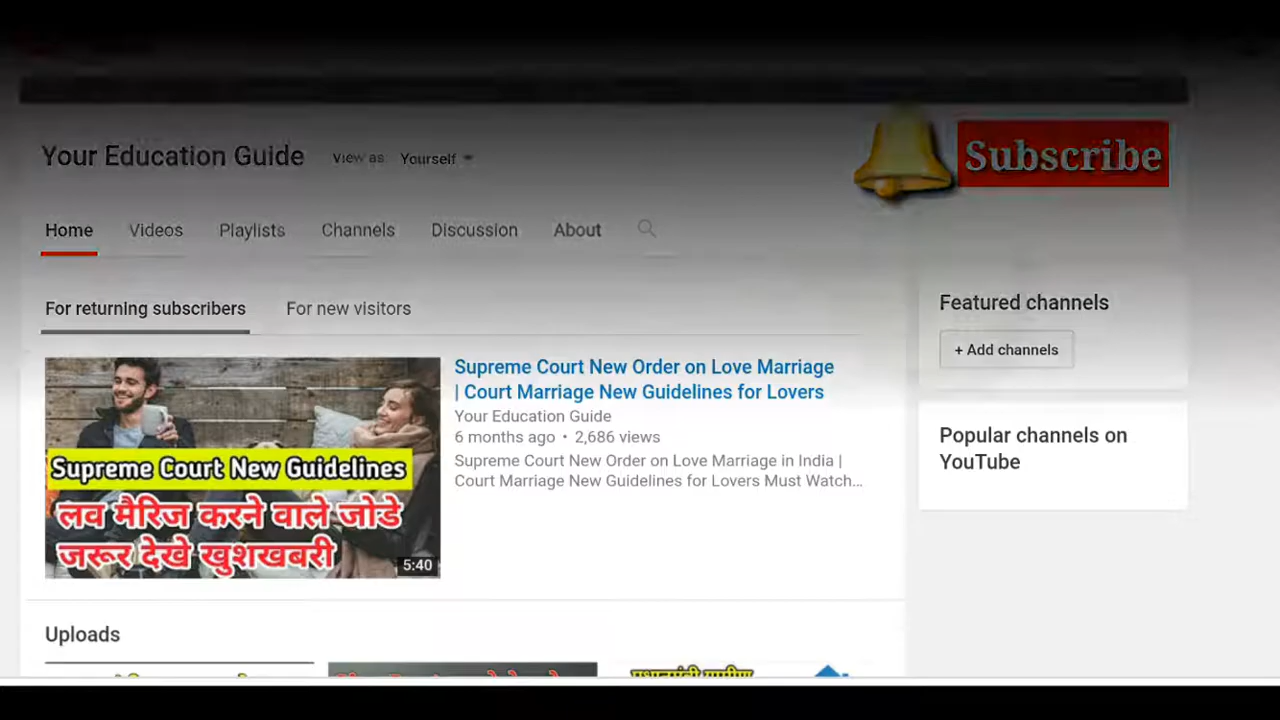 Your Education Guide View as Yourself
Subscribe
Home Videos Playlists Channels Discussion About
For returning subscribers For new visitors
Supreme Court New Guidelines
लव मैरिज करने वाले जोडे
जरूर देखे खुशखबरी
5:40
Supreme Court New Order on Love Marriage
| Court Marriage New Guidelines for Lovers
Your Education Guide
6 months ago • 2,686 views
Supreme Court New Order on Love Marriage in India |
Court Marriage New Guidelines for Lovers Must Watch...
Featured channels
+ Add channels
Popular channels on
YouTube
Uploads
प्रधानमंत्री ग्रामीण